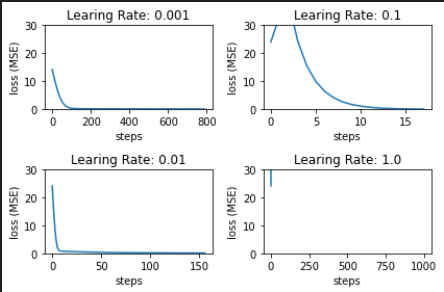 Learing Rate: 0.001
loss (MSE)
30
20
10
0
0 200 400 600 800
steps
Learing Rate: 0.1
loss (MSE)
30
20
10
0
0 5 10 15
steps
Learing Rate: 0.01
loss (MSE)
30
20
10
0
0 50 100 150
steps
Learing Rate: 1.0
loss (MSE)
30
20
10
0
0 250 500 750 1000
steps